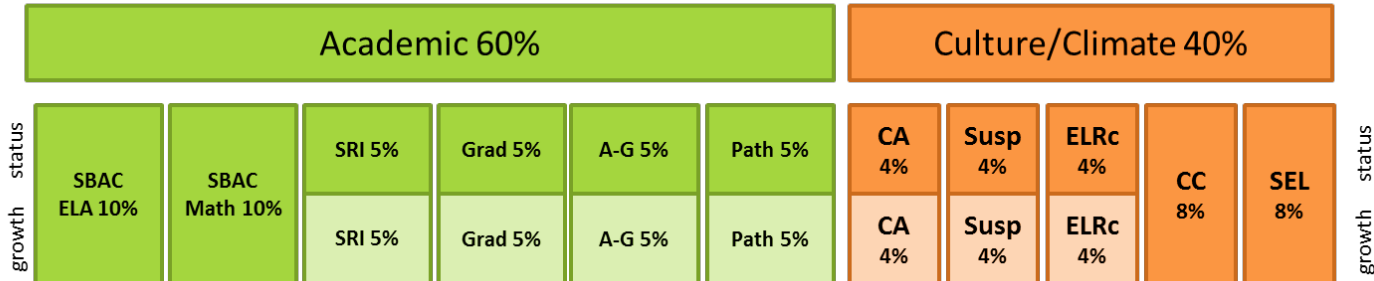 Academic 60%
Culture/Climate 40%
status
growth
SBAC
ELA 10%
SBAC
Math 10%
SRI 5%
Grad 5%
A-G 5%
Path 5%
SRI 5%
Grad 5%
A-G 5%
Path 5%
CA
4%
Susp
4%
ELRc
4%
CA
4%
Susp
4%
ELRc
4%
CC
8%
SEL
8%
status
growth